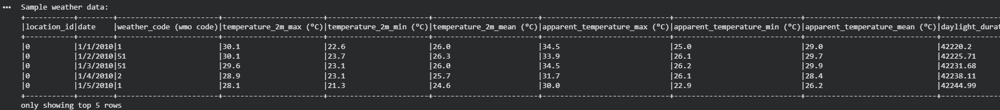 ••• Sample weather data:
+-----------+--------+-----------------------+-----------------------+-----------------------+------------------------+-----------------------------+-----------------------------+------------------------------+-------------
|location_id|date    |weather_code (wmo code)|temperature_2m_max (°C)|temperature_2m_min (°C)|temperature_2m_mean (°C)|apparent_temperature_max (°C)|apparent_temperature_min (°C)|apparent_temperature_mean (°C)|daylight_durat
+-----------+--------+-----------------------+-----------------------+-----------------------+------------------------+-----------------------------+-----------------------------+------------------------------+-------------
|0          |1/1/2010|1                      |30.1                   |22.6                   |26.0                    |34.5                         |25.0                         |29.0                          |42220.2
|0          |1/2/2010|51                     |30.1                   |23.7                   |26.3                    |33.9                         |26.1                         |29.7                          |42225.71
|0          |1/3/2010|51                     |29.6                   |23.1                   |26.0                    |34.5                         |26.2                         |29.9                          |42231.68
|0          |1/4/2010|2                      |28.9                   |23.1                   |25.7                    |31.7                         |26.1                         |28.4                          |42238.11
|0          |1/5/2010|1                      |28.1                   |21.3                   |24.6                    |30.0                         |22.9                         |26.2                          |42244.99
+-----------+--------+-----------------------+-----------------------+-----------------------+------------------------+-----------------------------+-----------------------------+------------------------------+-------------
only showing top 5 rows